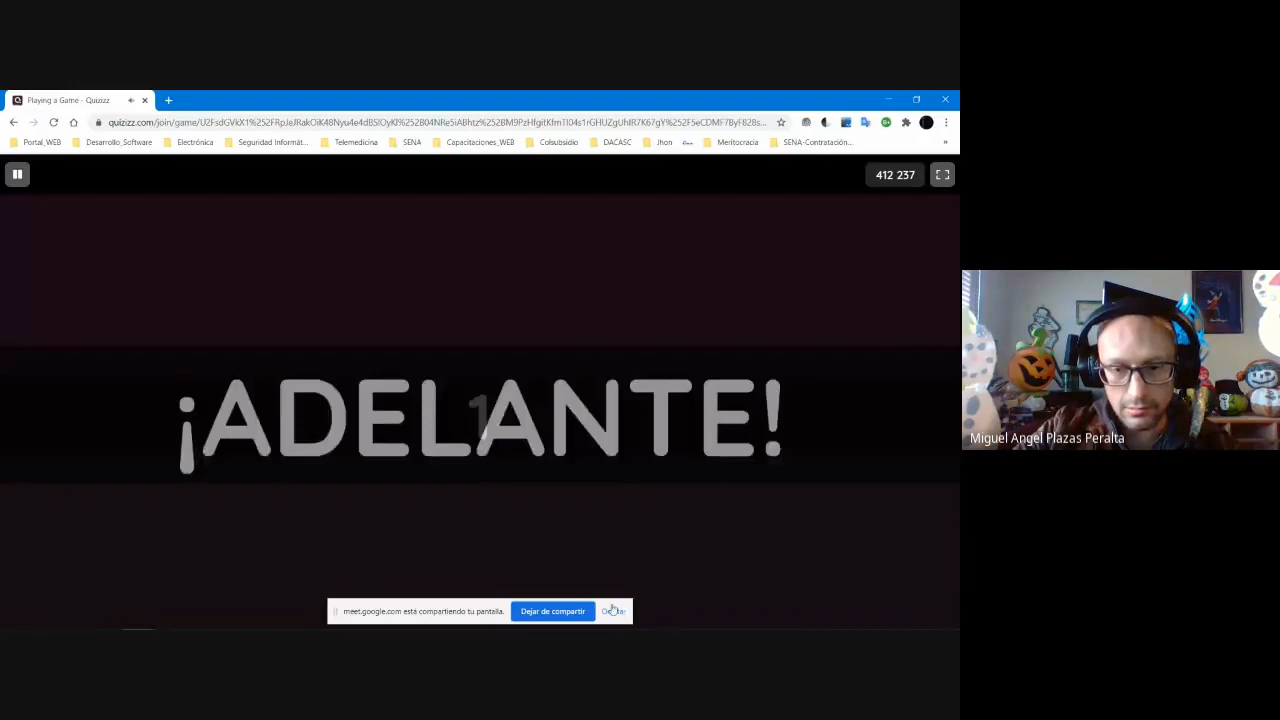 Playing a Game - Quizizz
Portal_WEB Desarrollo_Software Electrónica Seguridad Informát... Telemedicina SENA Capacitaciones_WEB Colsubsidio DACASC Jhon Meritocracia SENA-Contratación... »
412 237
¡ADELANTE!
1
meet.google.com está compartiendo tu pantalla. Dejar de compartir
Miguel Angel Plazas Peralta